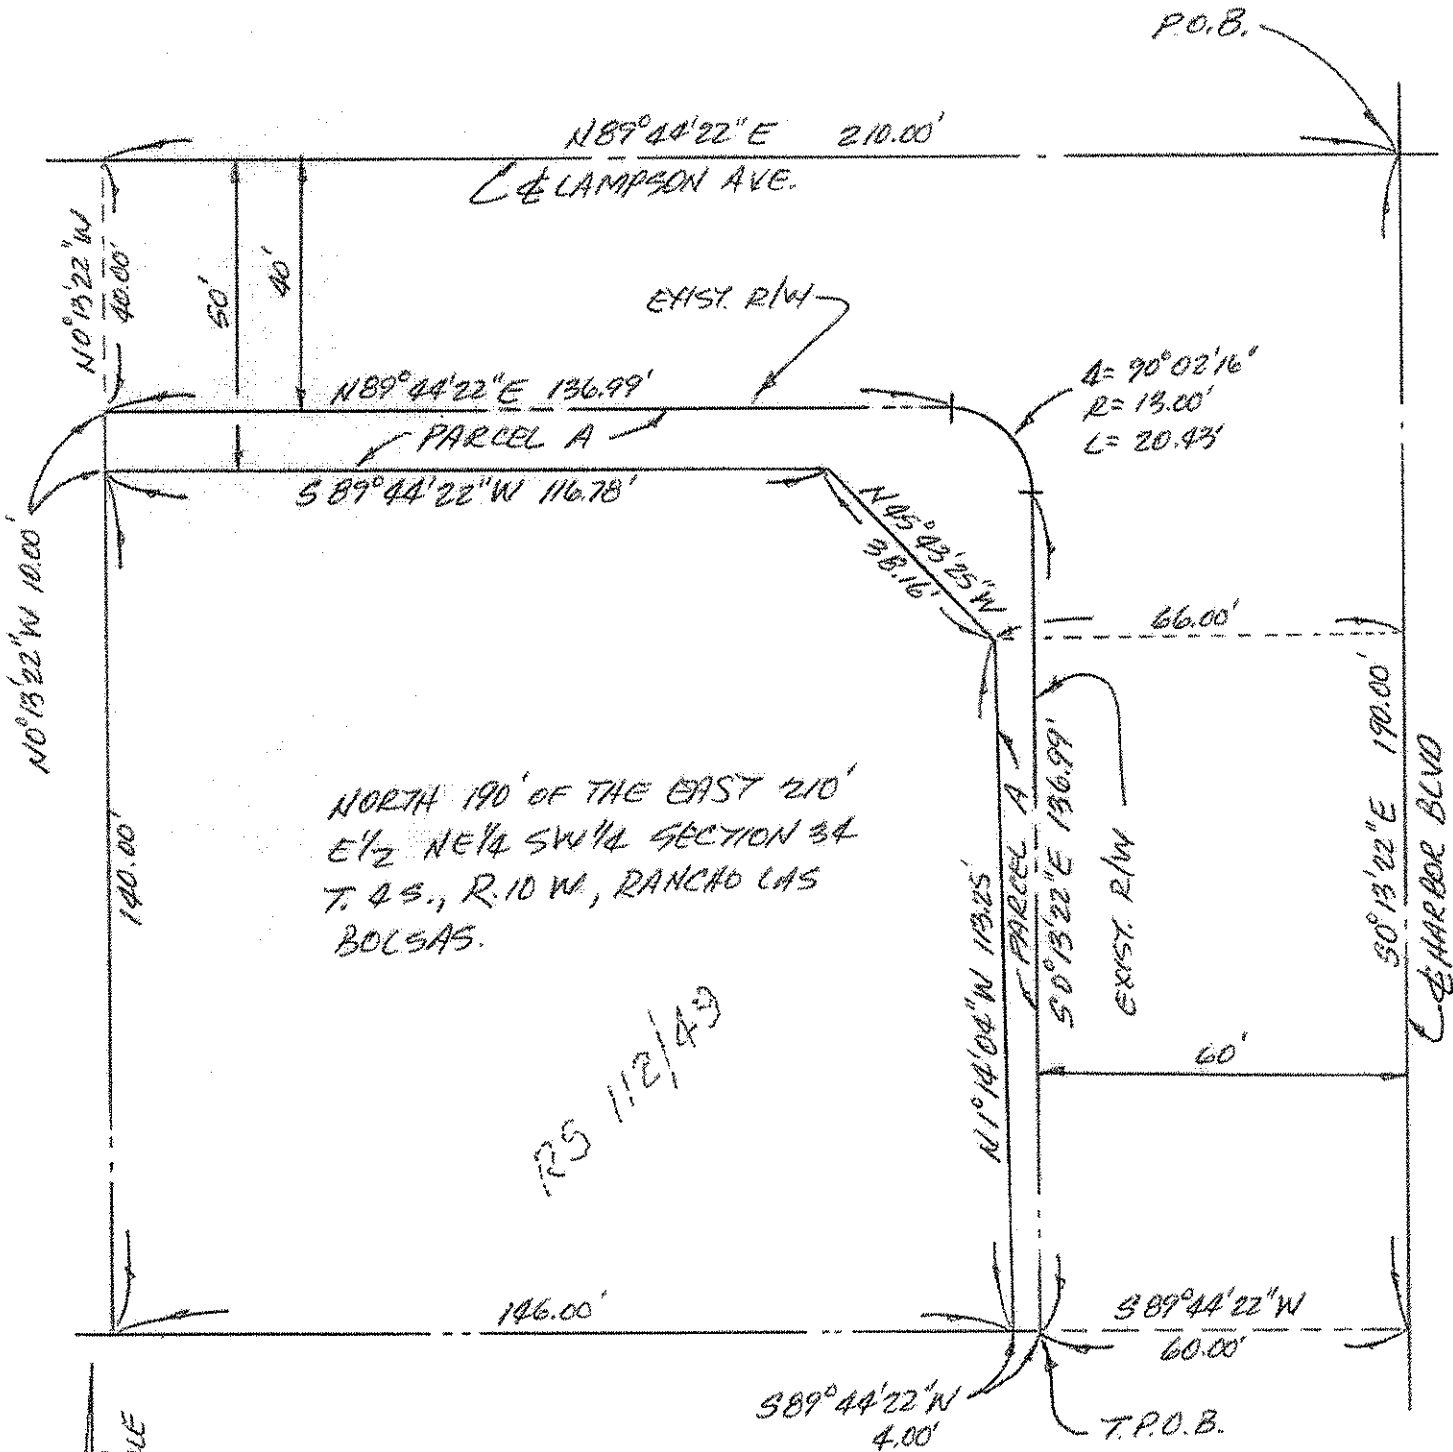 P.O.B.
N89°44'22"E 210.00'
℄ LAMPSON AVE.
N0°13'22"W
40.00'
50'
40'
EXIST. R/W
N89°44'22"E 136.99'
Δ= 90°02'16"
R= 13.00'
L= 20.43'
PARCEL A
S89°44'22"W 116.78'
N0°13'22"W 10.00'
N45°43'25"W
38.16'
66.00'
S0°13'22"E 190.00'
℄ HARBOR BLVD
NORTH 190' OF THE EAST 210'
E1/2 NE1/4 SW1/4 SECTION 34
T. 4 S., R. 10 W., RANCHO LAS
BOLSAS.
140.00'
N1°14'04"W 113.25'
PARCEL A
S0°13'22"E 136.99'
EXIST. R/W
RS 112/49
60'
146.00'
S89°44'22"W
60.00'
S89°44'22"W
4.00'
T.P.O.B.